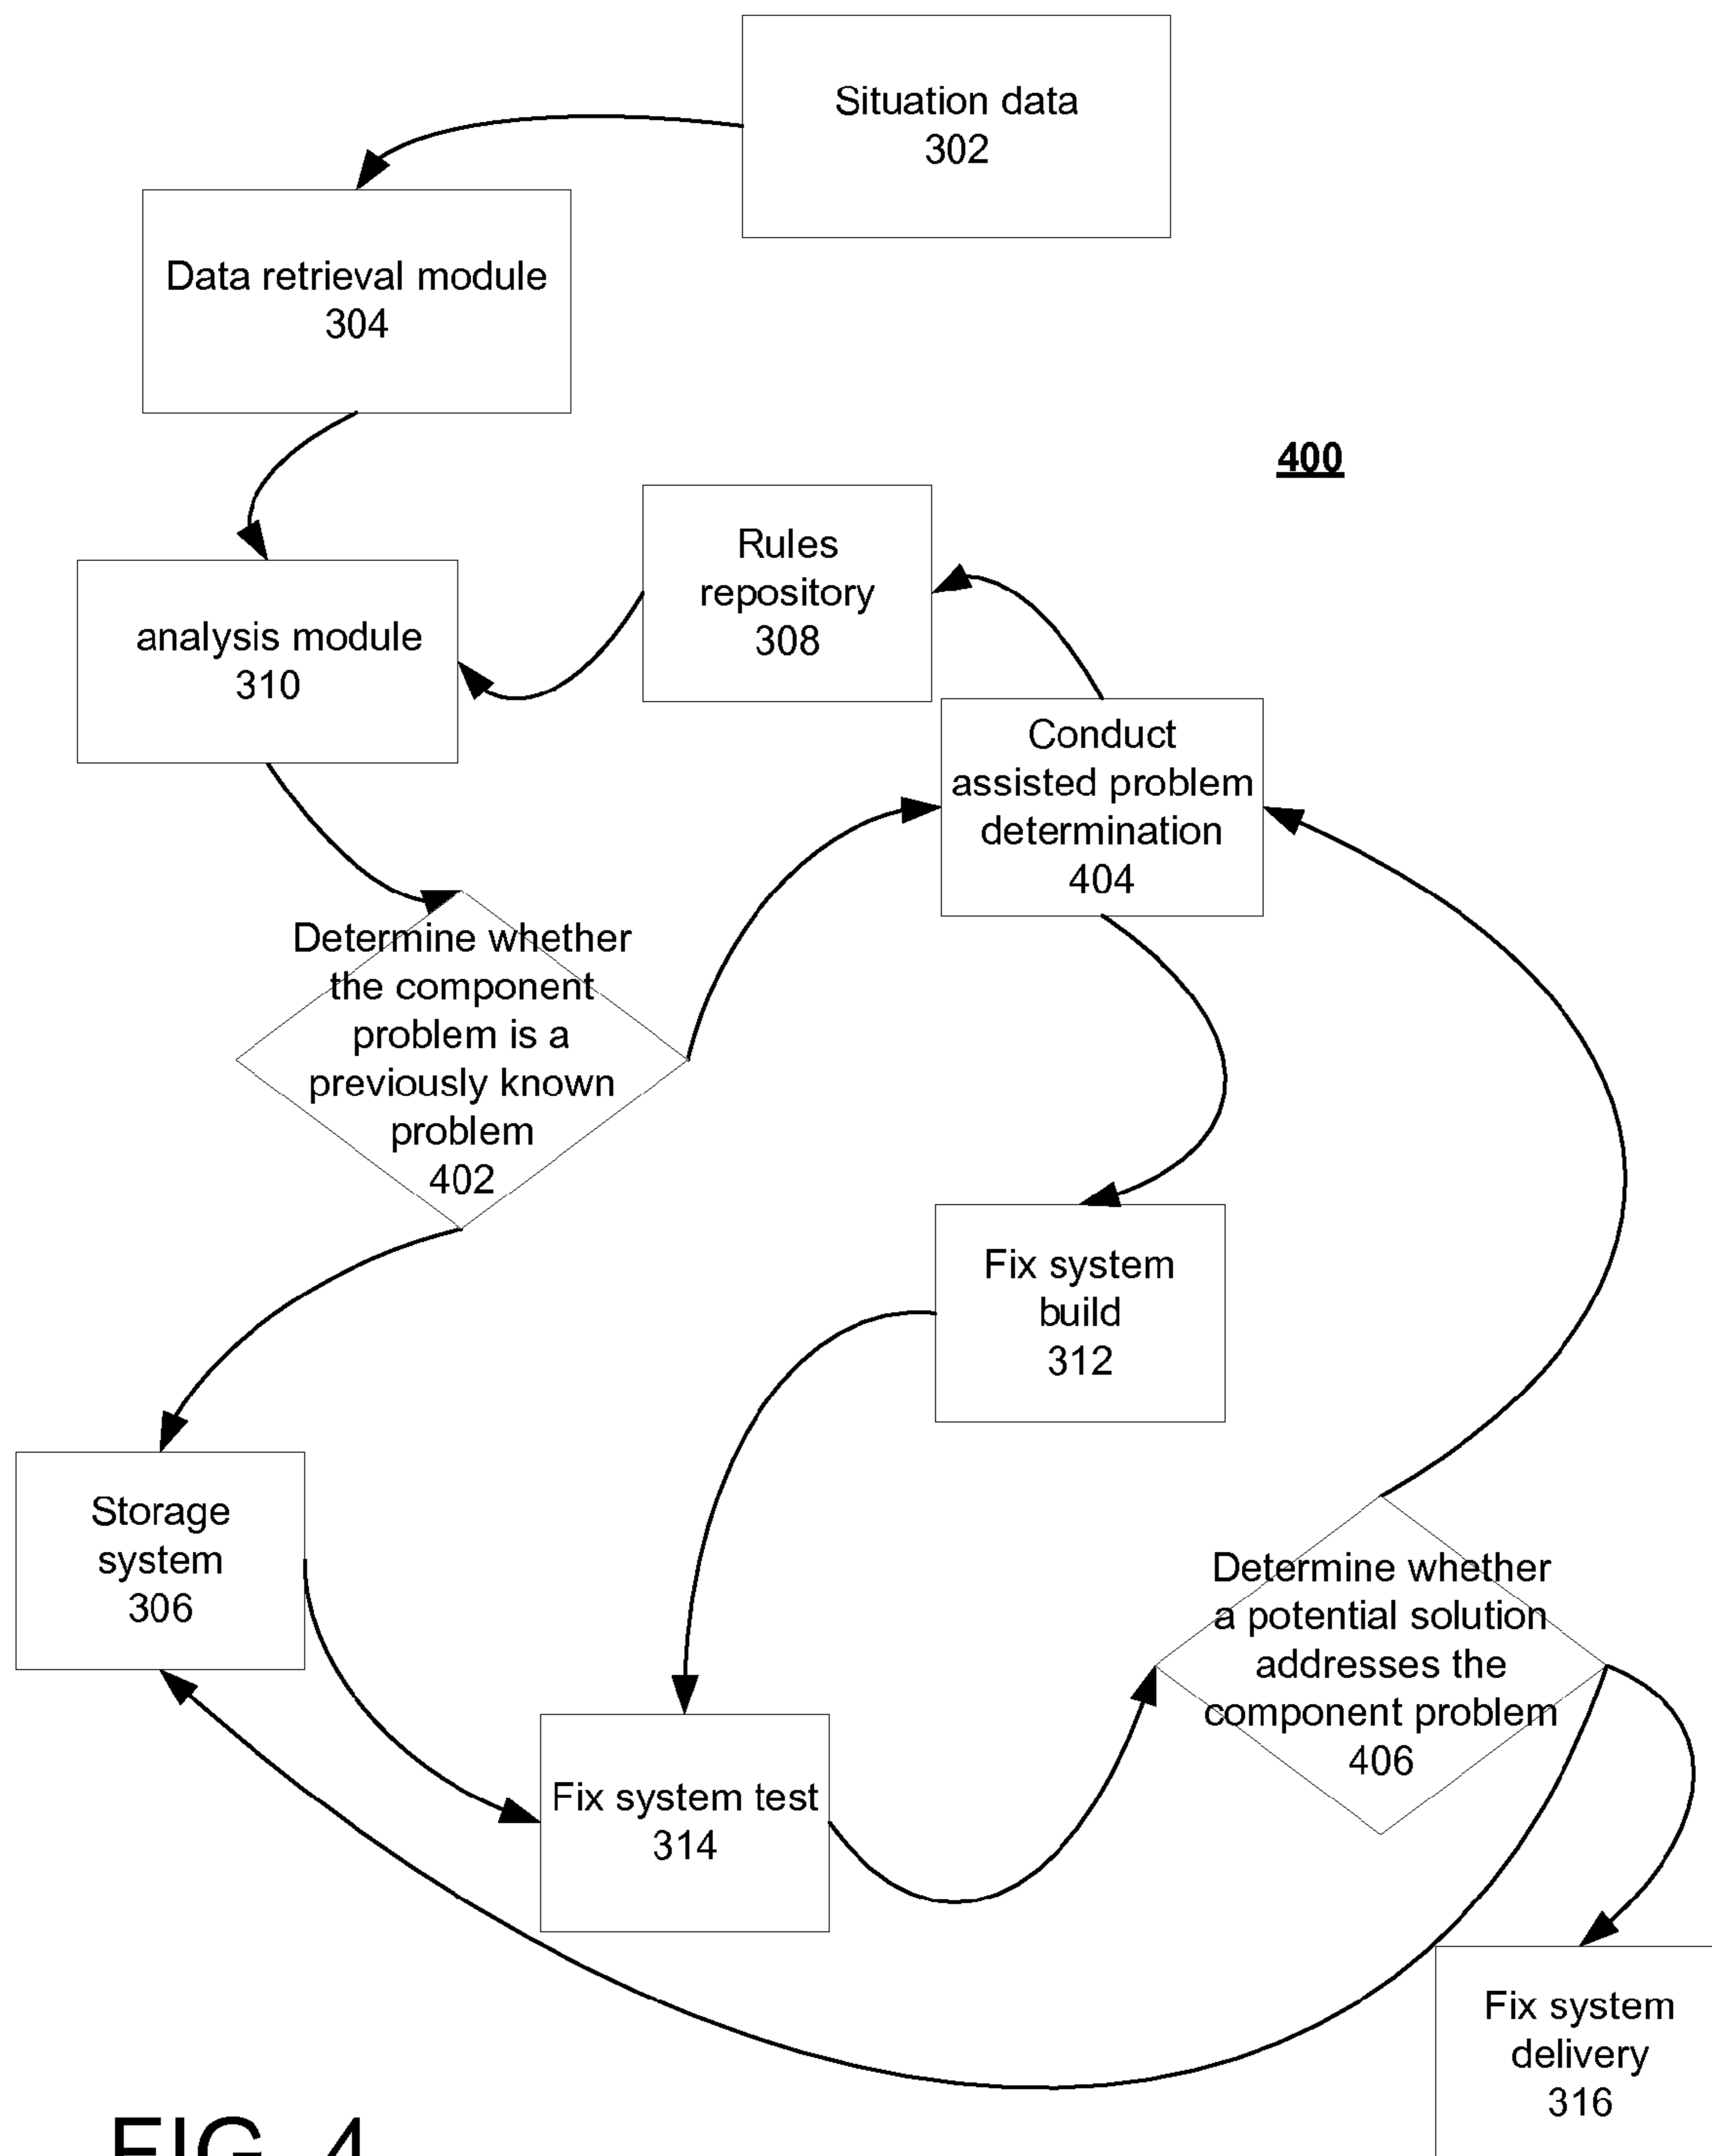 Situation data
302
Data retrieval module
304
400
Rules
repository
308
analysis module
310
Conduct
assisted problem
determination
404
Determine whether
the component
problem is a
previously known
problem
402
Fix system
build
312
Storage
system
306
Determine whether
a potential solution
addresses the
component problem
406
Fix system test
314
Fix system
delivery
316
FIG. 4